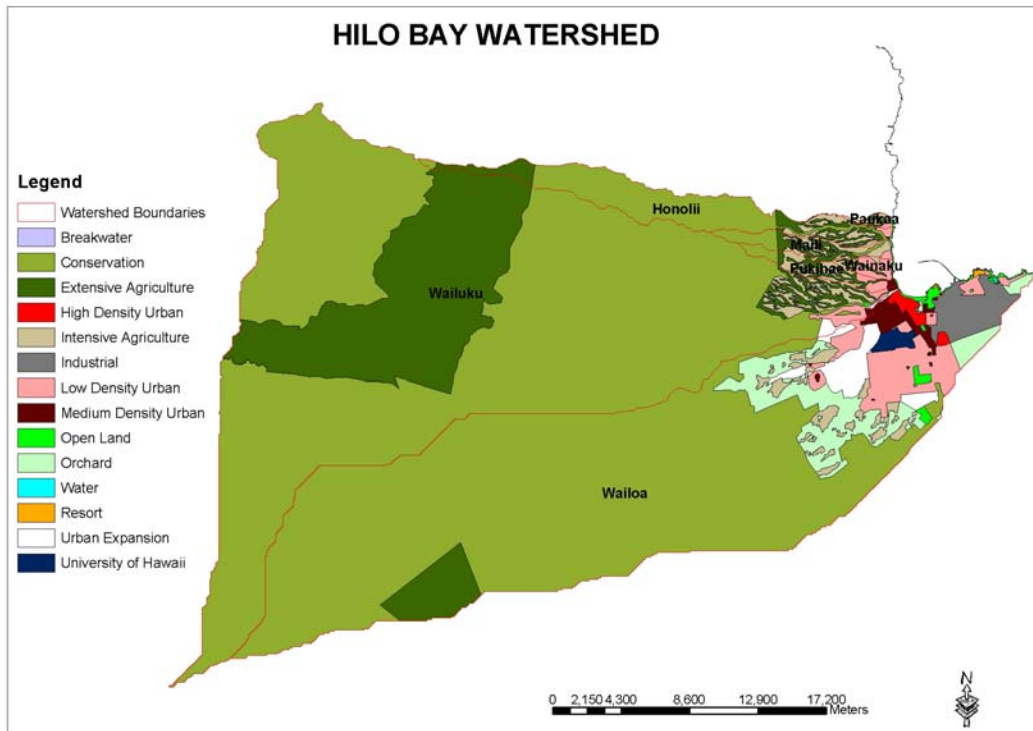 HILO BAY WATERSHED
Legend
Watershed Boundaries
Breakwater
Conservation
Extensive Agriculture
High Density Urban
Intensive Agriculture
Industrial
Low Density Urban
Medium Density Urban
Open Land
Orchard
Water
Resort
Urban Expansion
University of Hawaii
Honolii
Paukaa
Maili
Pukihae
Wainaku
Wailuku
Wailoa
N
0 2,150 4,300 8,600 12,900 17,200
Meters